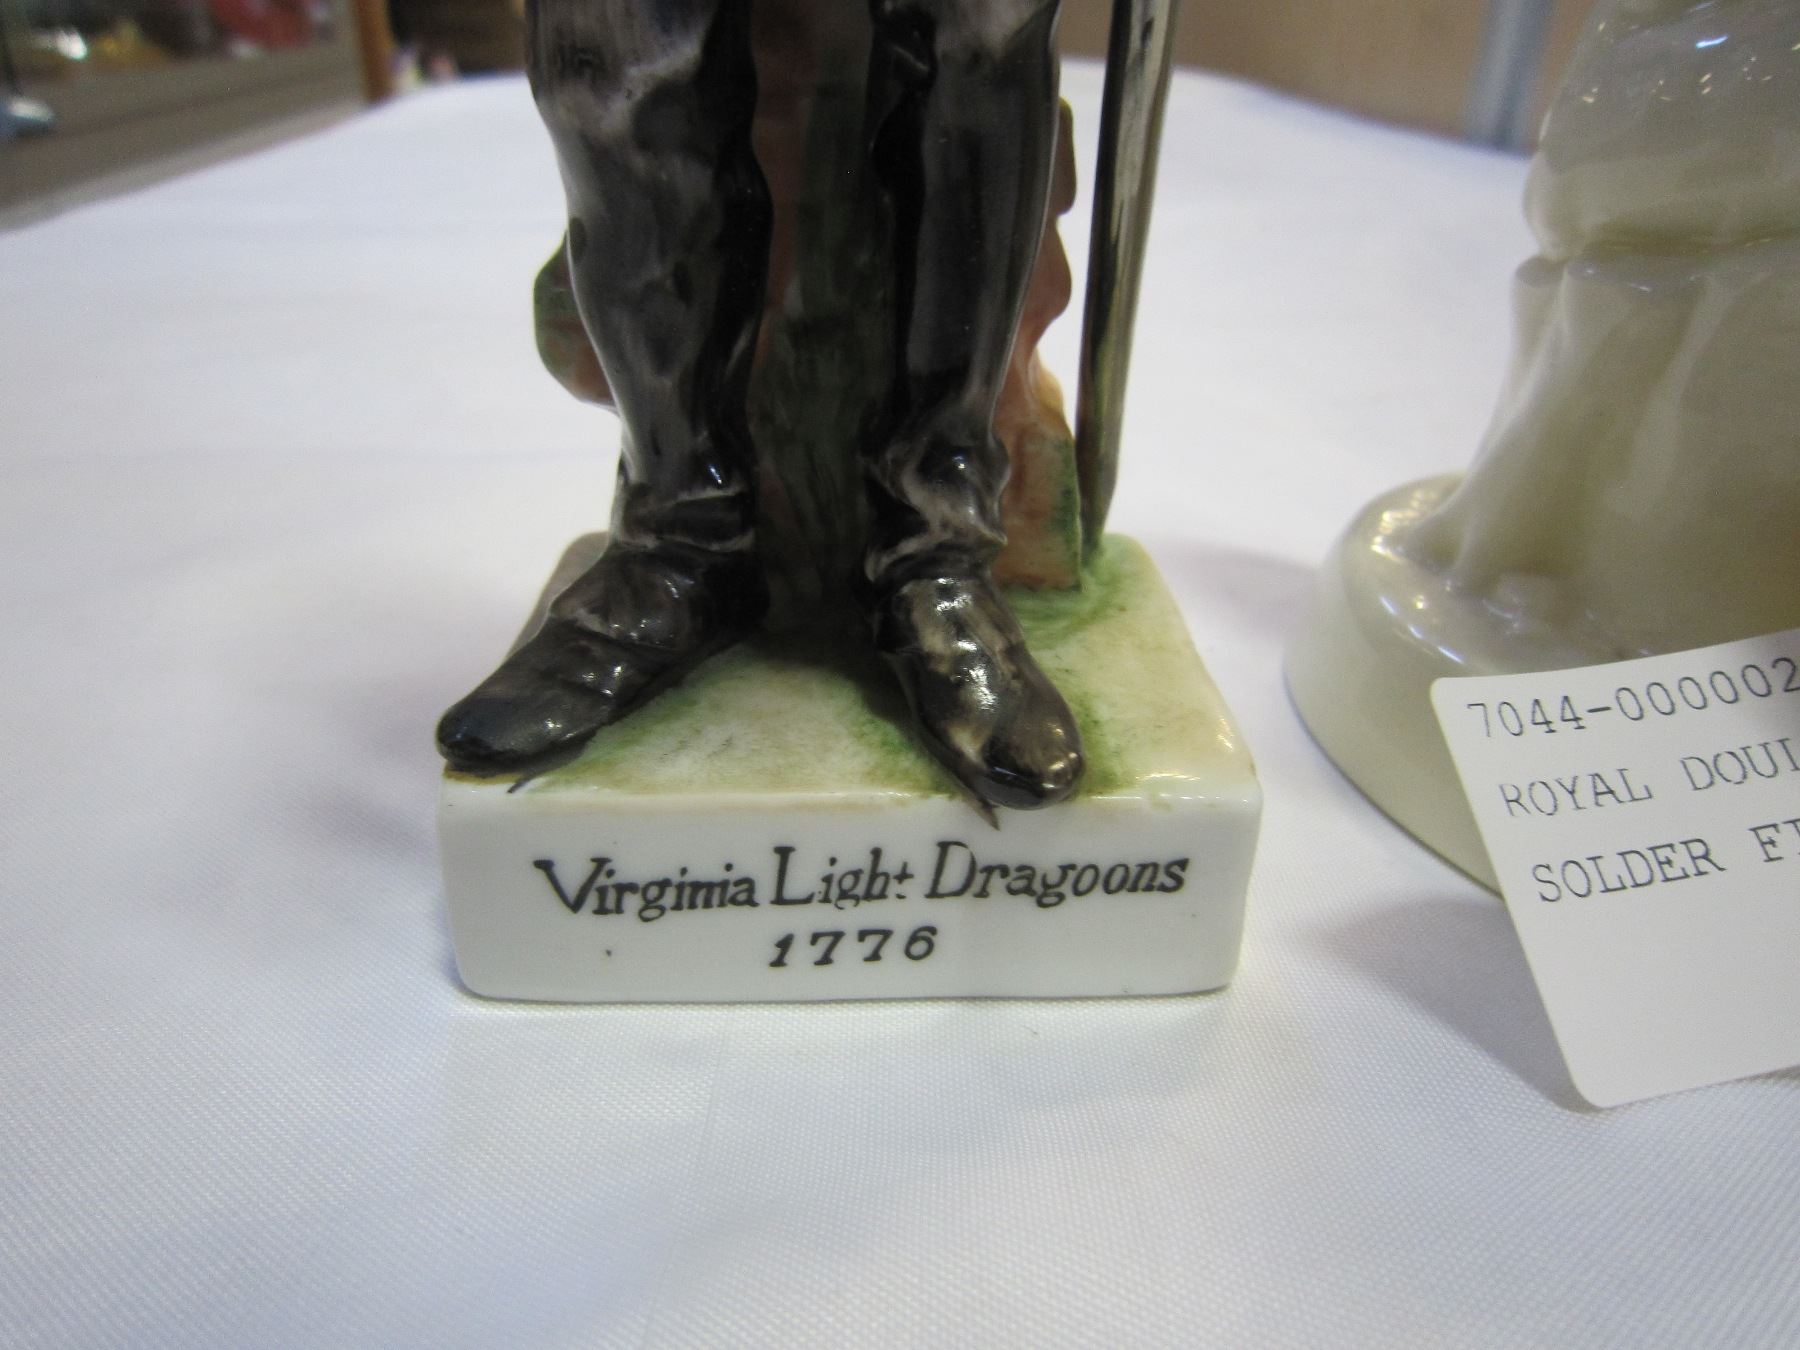 Virginia Light Dragoons
1776
7044-000002
ROYAL DOUL
SOLDER FI